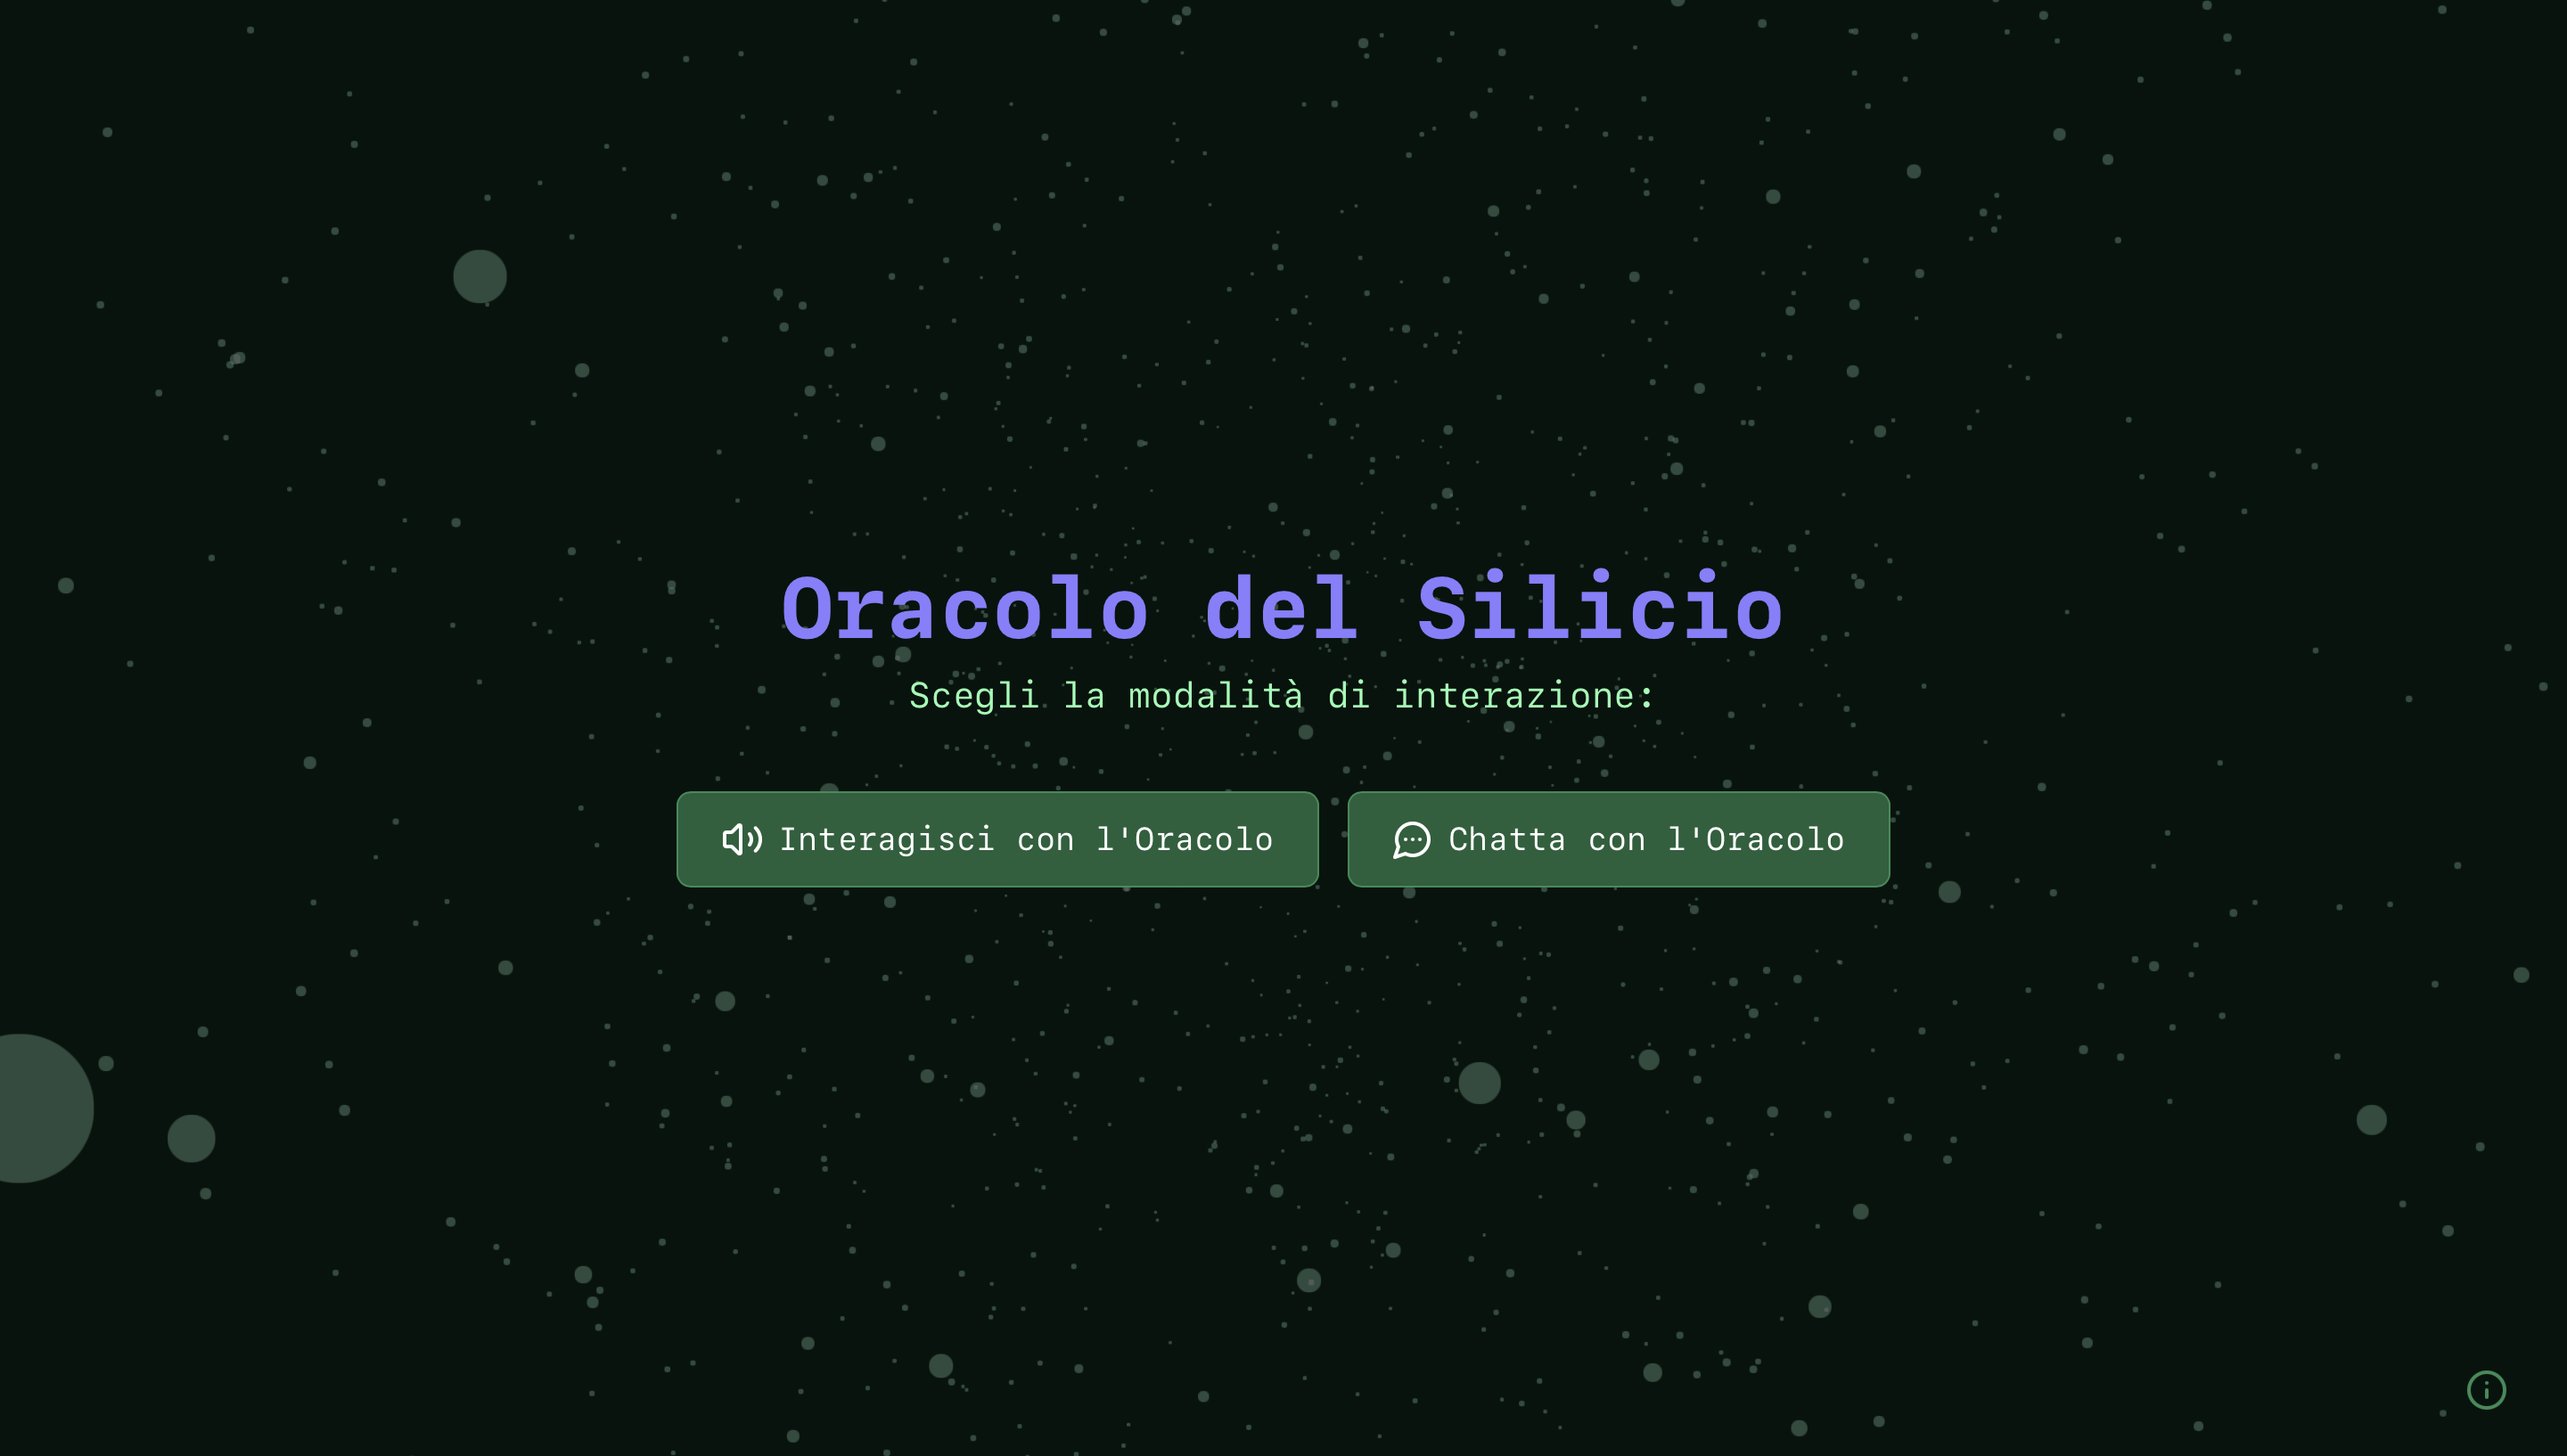 Oracolo del Silicio
Scegli la modalità di interazione:
Interagisci con l'Oracolo
Chatta con l'Oracolo